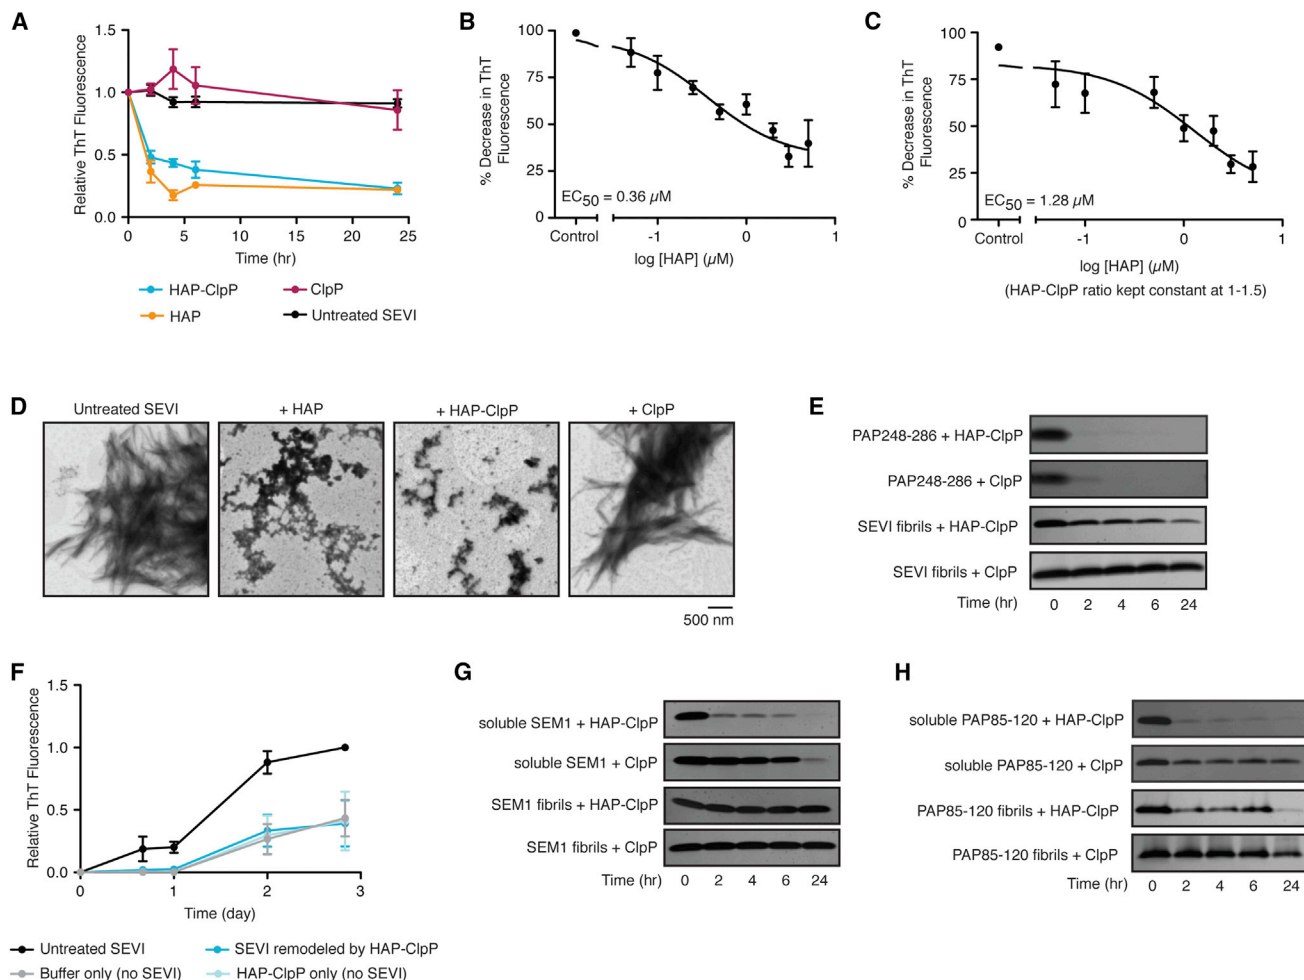 A
1.5
1.0
0.5
0.0
Relative ThT Fluorescence
0 5 10 15 20 25
Time (hr)
HAP-ClpP
ClpP
HAP
Untreated SEVI
B
100
75
50
25
0
% Decrease in ThT
Fluorescence
EC50 = 0.36 µM
Control -1 0 1
log [HAP] (µM)
C
100
75
50
25
0
% Decrease in ThT
Fluorescence
EC50 = 1.28 µM
Control -1 0 1
log [HAP] (µM)
(HAP-ClpP ratio kept constant at 1-1.5)
D
Untreated SEVI
+ HAP
+ HAP-ClpP
+ ClpP
500 nm
E
PAP248-286 + HAP-ClpP
PAP248-286 + ClpP
SEVI fibrils + HAP-ClpP
SEVI fibrils + ClpP
Time (hr) 0 2 4 6 24
F
1.5
1.0
0.5
0.0
Relative ThT Fluorescence
0 1 2 3
Time (day)
Untreated SEVI
SEVI remodeled by HAP-ClpP
Buffer only (no SEVI)
HAP-ClpP only (no SEVI)
G
soluble SEM1 + HAP-ClpP
soluble SEM1 + ClpP
SEM1 fibrils + HAP-ClpP
SEM1 fibrils + ClpP
Time (hr) 0 2 4 6 24
H
soluble PAP85-120 + HAP-ClpP
soluble PAP85-120 + ClpP
PAP85-120 fibrils + HAP-ClpP
PAP85-120 fibrils + ClpP
Time (hr) 0 2 4 6 24